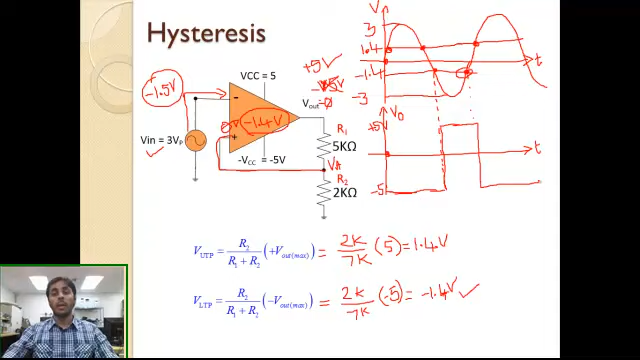 Hysteresis
VCC = 5
+5V ✓
-1.5V
Vout
-1.4V
-
+
Vin = 3VP
✓
-VCC = -5V
R1
5KΩ
VA
R2
2KΩ
V
3
1.4
t
-1.4
-3
V0
+5V
t
-5
VUTP = R2 / (R1 + R2) (+Vout(max)) = 2K / 7K (5) = 1.4V
VLTP = R2 / (R1 + R2) (-Vout(max)) = 2K / 7K (-5) = -1.4V ✓